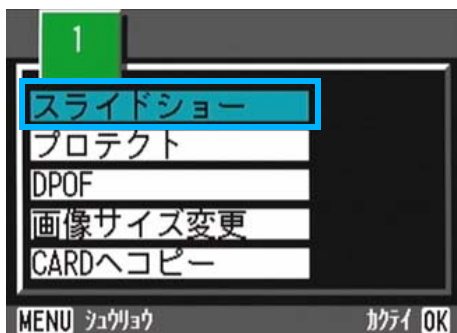 1
スライドショー
プロテクト
DPOF
画像サイズ変更
CARDへコピー
MENU ｼｭｳﾘｮｳ ｶｸﾃｲ OK